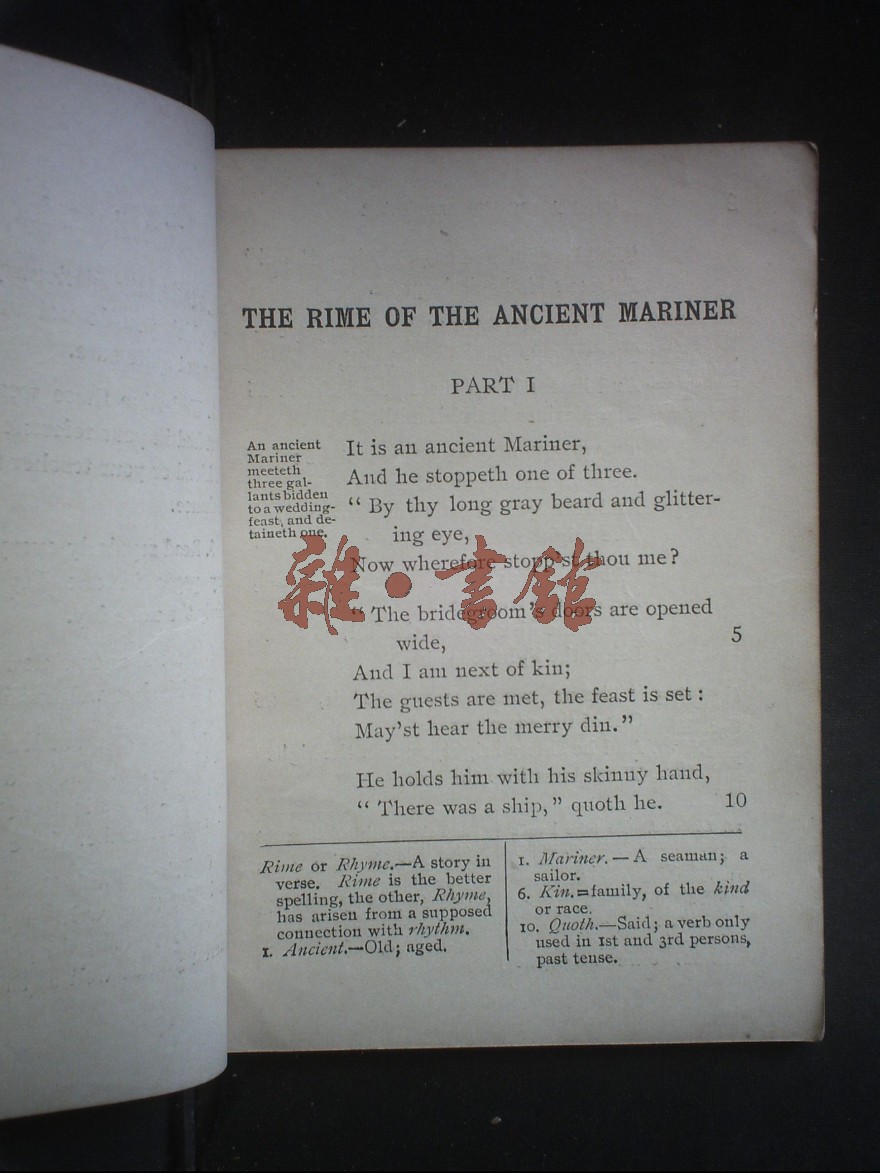 THE RIME OF THE ANCIENT MARINER
PART I
An ancient
Mariner
meeteth
three gal-
lants bidden
to a wedding-
feast, and de-
taineth one.
It is an ancient Mariner,
And he stoppeth one of three.
“ By thy long gray beard and glitter-
ing eye,
Now wherefore stopp’st thou me?
“ The bridegroom’s doors are opened
wide, 5
And I am next of kin;
The guests are met, the feast is set :
May’st hear the merry din.”
He holds him with his skinny hand,
“ There was a ship,” quoth he. 10
Rime or Rhyme.—A story in
verse. Rime is the better
spelling, the other, Rhyme,
has arisen from a supposed
connection with rhythm.
1. Ancient.—Old; aged.
1. Mariner. — A seaman; a
sailor.
6. Kin.=family, of the kind
or race.
10. Quoth.—Said; a verb only
used in 1st and 3rd persons,
past tense.
雜·書館